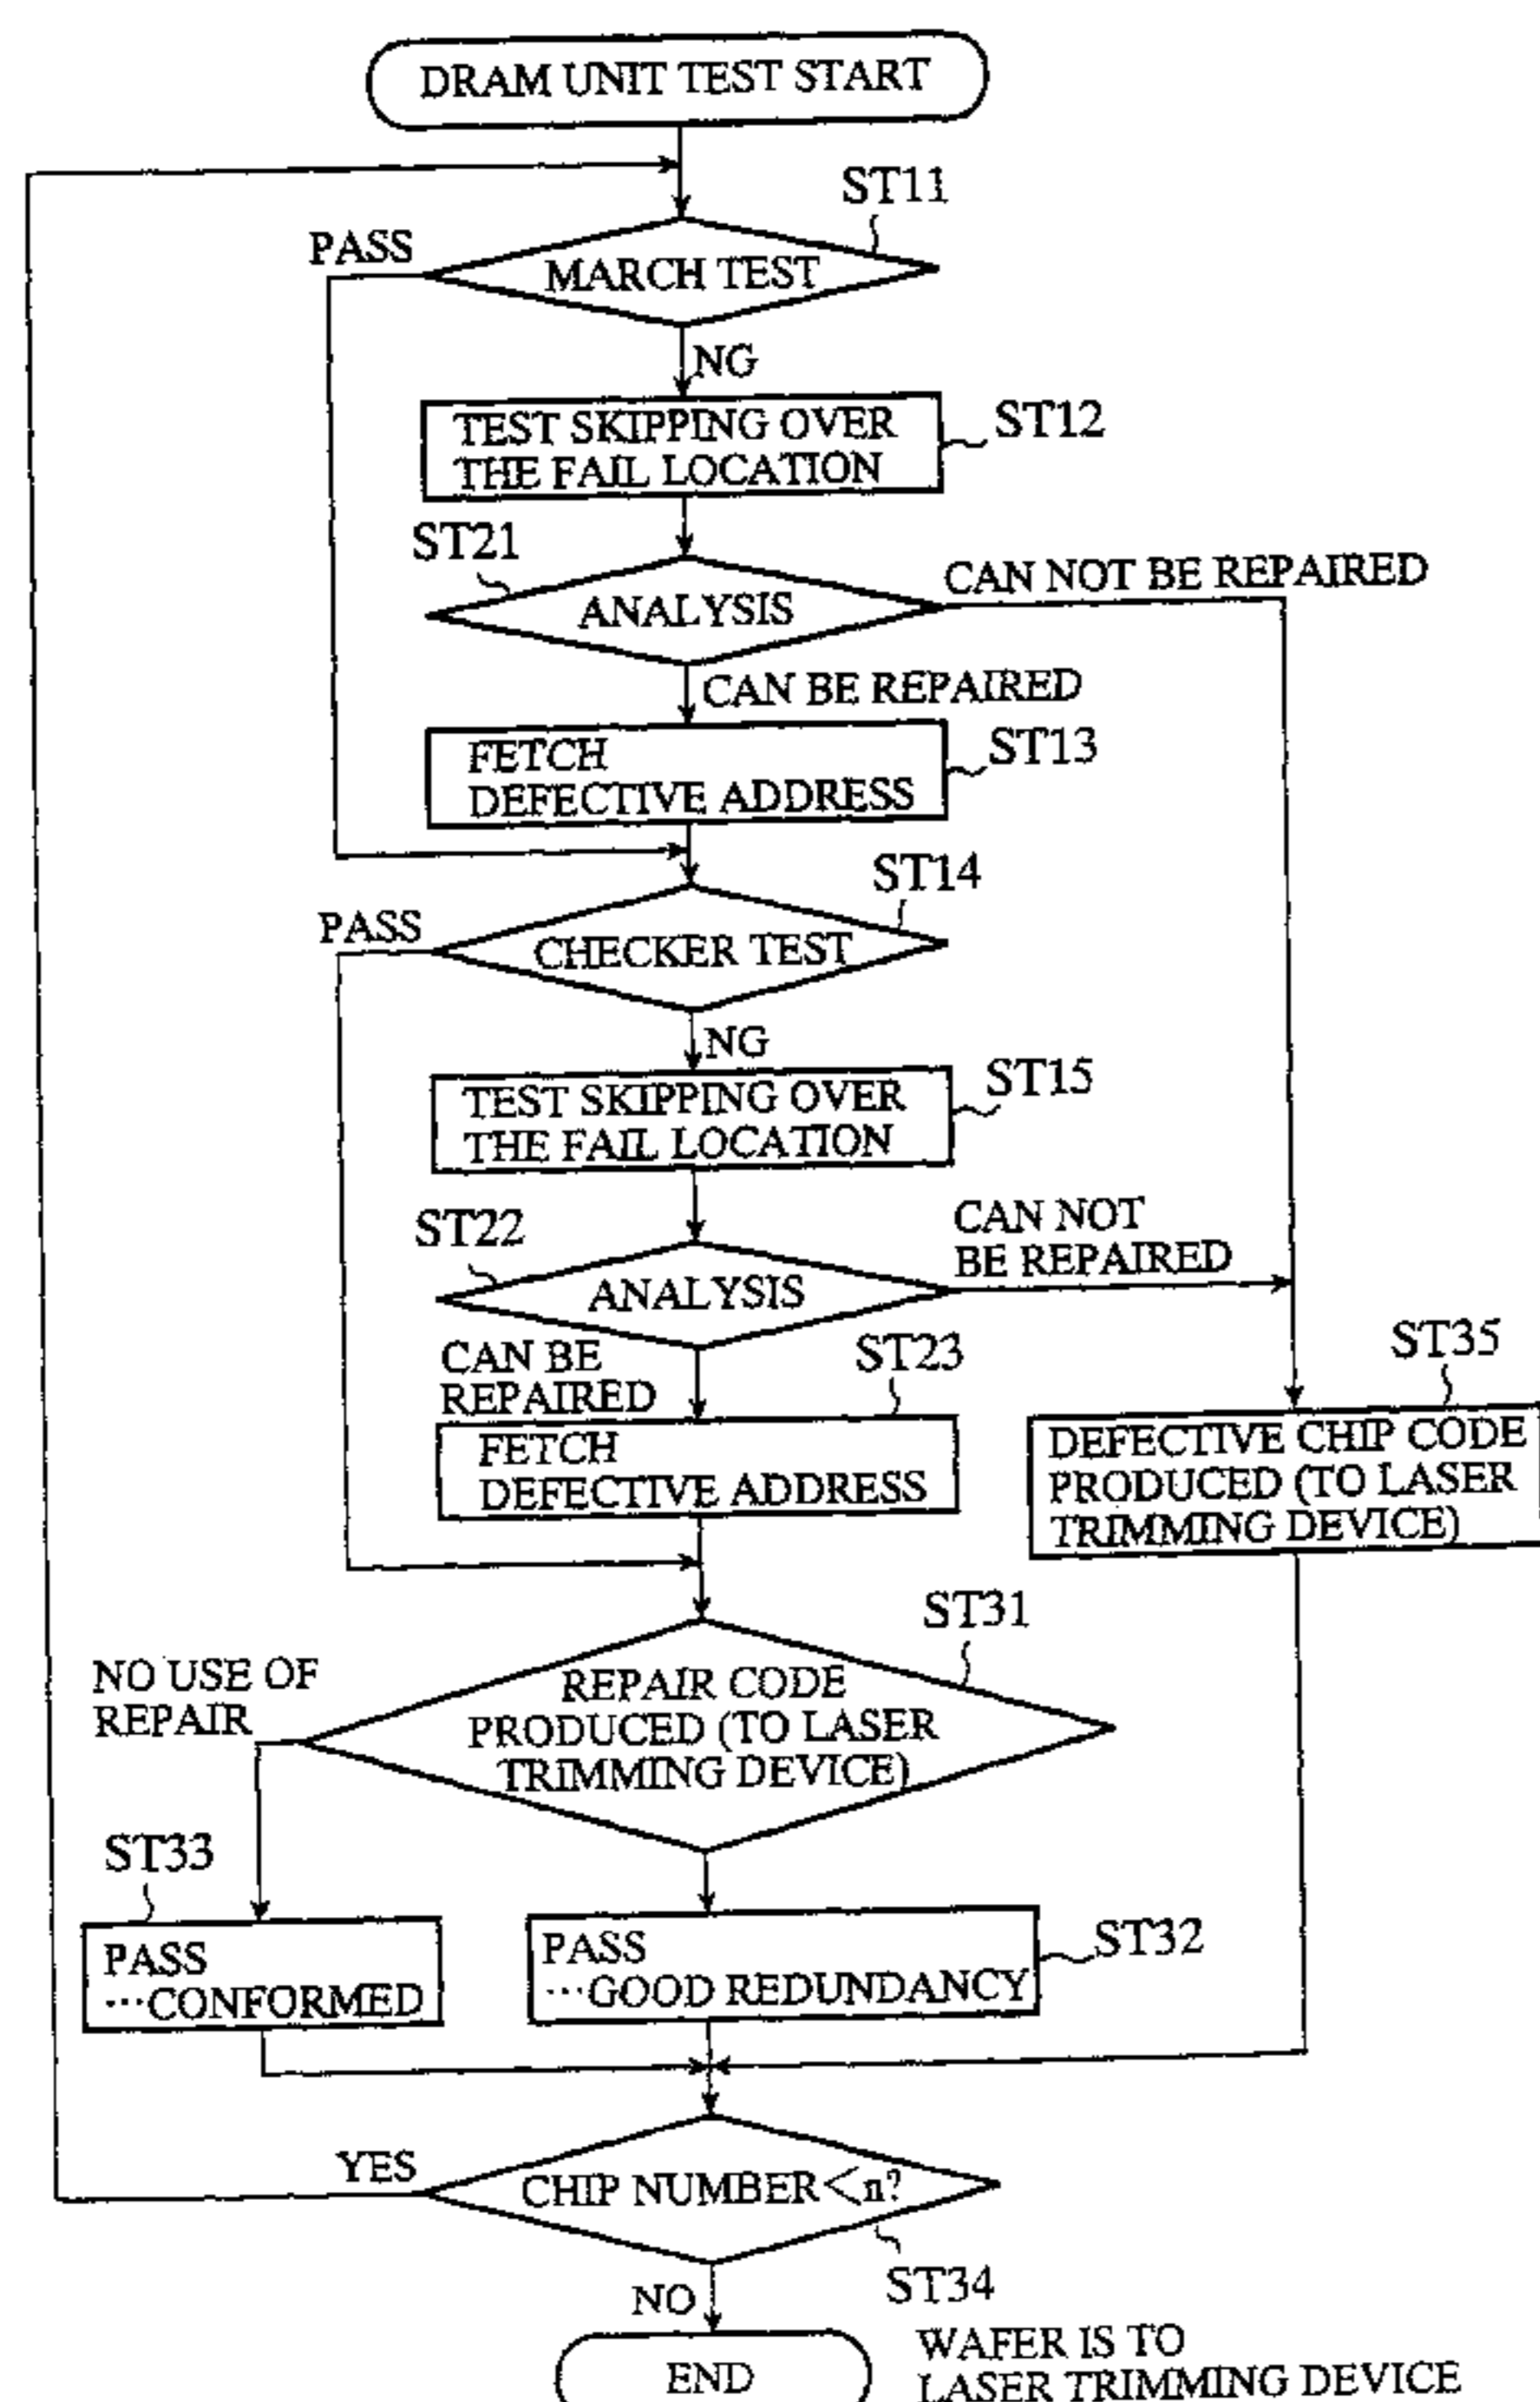 DRAM UNIT TEST START
ST11
PASS
MARCH TEST
NG
TEST SKIPPING OVER
THE FAIL LOCATION
ST12
ST21
ANALYSIS
CAN NOT BE REPAIRED
CAN BE REPAIRED
FETCH
DEFECTIVE ADDRESS
ST13
ST14
PASS
CHECKER TEST
NG
TEST SKIPPING OVER
THE FAIL LOCATION
ST15
ST22
ANALYSIS
CAN NOT
BE REPAIRED
CAN BE
REPAIRED
ST23
FETCH
DEFECTIVE ADDRESS
ST35
DEFECTIVE CHIP CODE
PRODUCED (TO LASER
TRIMMING DEVICE)
ST31
NO USE OF
REPAIR
REPAIR CODE
PRODUCED (TO LASER
TRIMMING DEVICE)
ST33
PASS
···CONFORMED
PASS
···GOOD REDUNDANCY
ST32
YES
CHIP NUMBER<n?
ST34
NO
END
WAFER IS TO
LASER TRIMMING DEVICE